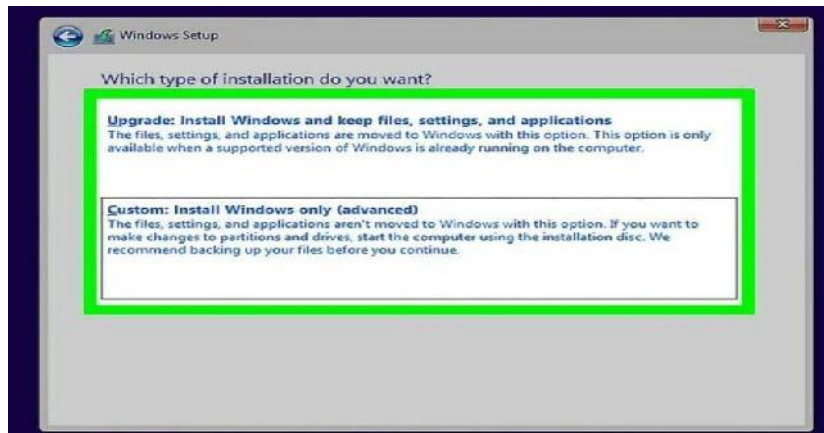 Windows Setup
Which type of installation do you want?
Upgrade: Install Windows and keep files, settings, and applications
The files, settings, and applications are moved to Windows with this option. This option is only
available when a supported version of Windows is already running on the computer.
Custom: Install Windows only (advanced)
The files, settings, and applications aren't moved to Windows with this option. If you want to
make changes to partitions and drives, start the computer using the installation disc. We
recommend backing up your files before you continue.